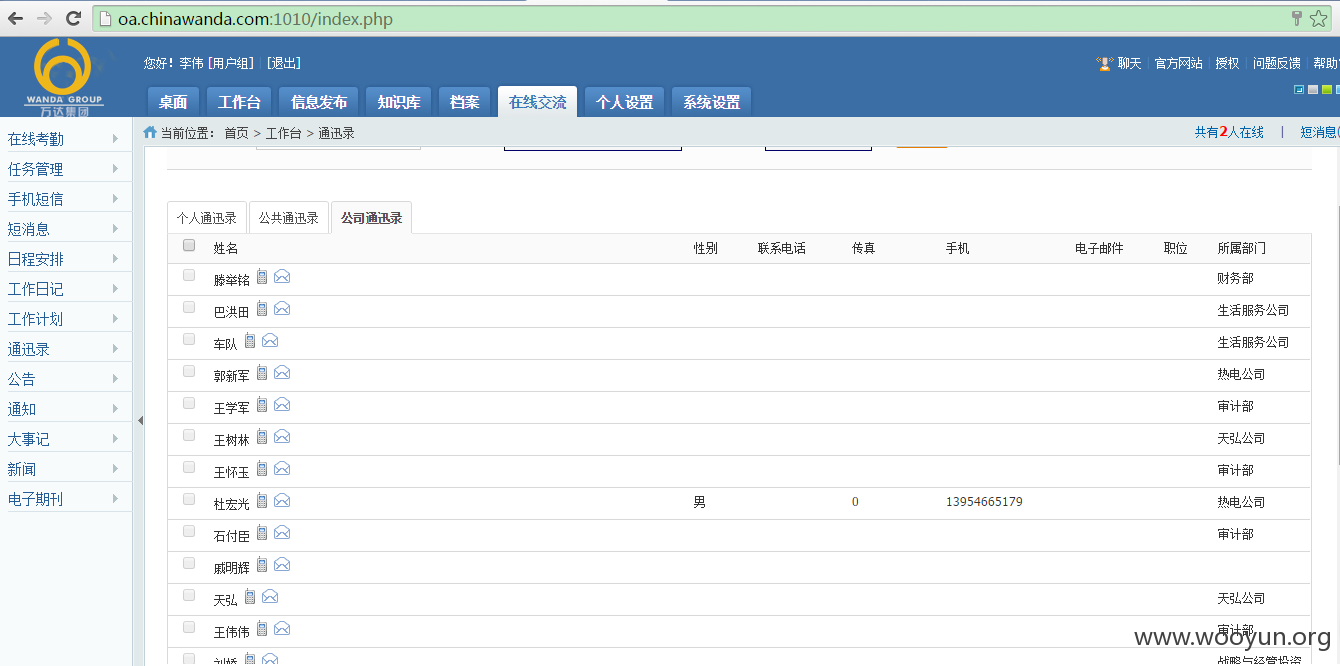 oa.chinawanda.com:1010/index.php
WANDA GROUP
万达集团
您好！李伟 [用户组] | [退出]
聊天 官方网站 授权 问题反馈 帮助
桌面 工作台 信息发布 知识库 档案 在线交流 个人设置 系统设置
当前位置： 首页 > 工作台 > 通迅录
共有2人在线 | 短消息(
在线考勤
任务管理
手机短信
短消息
日程安排
工作日记
工作计划
通迅录
公告
通知
大事记
新闻
电子期刊
个人通迅录 公共通迅录 公司通迅录
姓名 性别 联系电话 传真 手机 电子邮件 职位 所属部门
滕举铭 财务部
巴洪田 生活服务公司
车队 生活服务公司
郭新军 热电公司
王学军 审计部
王树林 天弘公司
王怀玉 审计部
杜宏光 男 0 13954665179 热电公司
石付臣 审计部
戚明辉
天弘 天弘公司
王伟伟 审计部
刘娇 战略与经管投资
www.wooyun.org